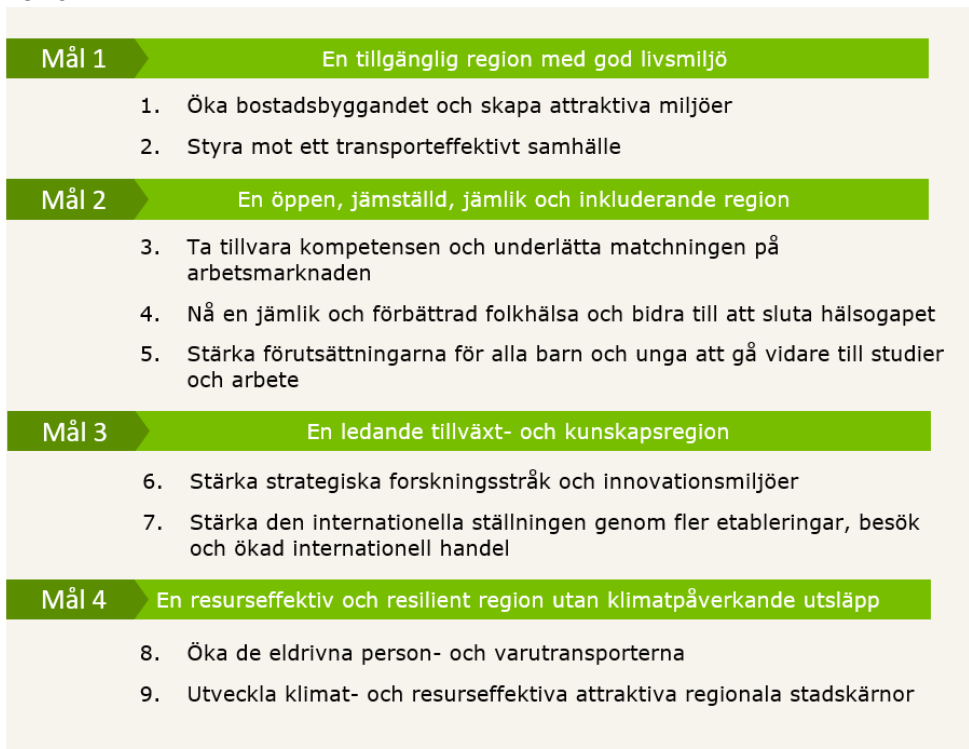 Mål 1
En tillgänglig region med god livsmiljö
1. Öka bostadsbyggandet och skapa attraktiva miljöer
2. Styra mot ett transporteffektivt samhälle
Mål 2
En öppen, jämställd, jämlik och inkluderande region
3. Ta tillvara kompetensen och underlätta matchningen på
arbetsmarknaden
4. Nå en jämlik och förbättrad folkhälsa och bidra till att sluta hälsogapet
5. Stärka förutsättningarna för alla barn och unga att gå vidare till studier
och arbete
Mål 3
En ledande tillväxt- och kunskapsregion
6. Stärka strategiska forskningsstråk och innovationsmiljöer
7. Stärka den internationella ställningen genom fler etableringar, besök
och ökad internationell handel
Mål 4
En resurseffektiv och resilient region utan klimatpåverkande utsläpp
8. Öka de eldrivna person- och varutransporterna
9. Utveckla klimat- och resurseffektiva attraktiva regionala stadskärnor